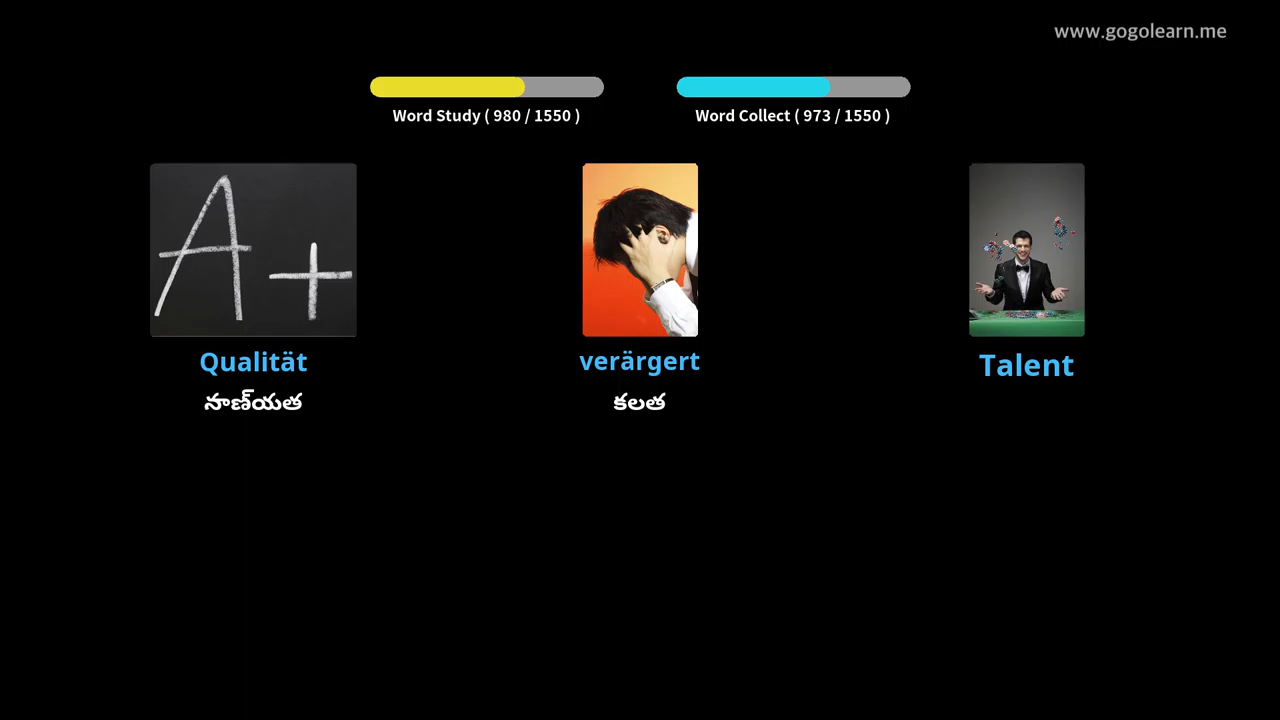 www.gogolearn.me
Word Study ( 980 / 1550 )
Word Collect ( 973 / 1550 )
A+
Qualität
verärgert
Talent
నాణ్యత
కలత